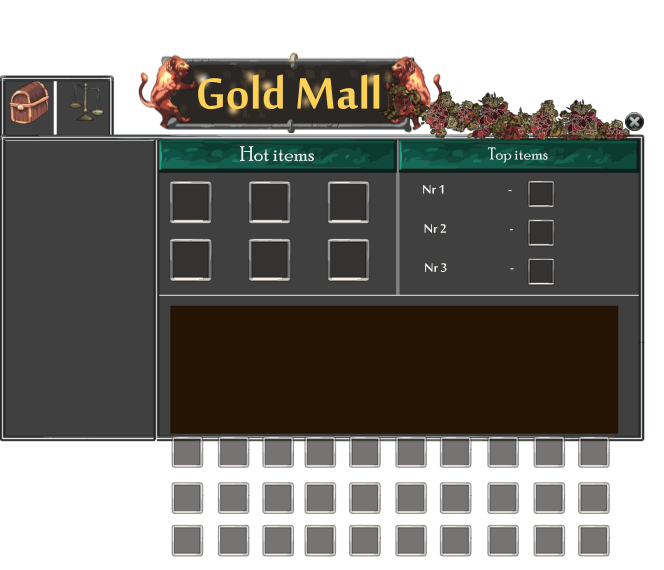 Gold Mall
Hot items
Top items
Nr 1 -
Nr 2 -
Nr 3 -